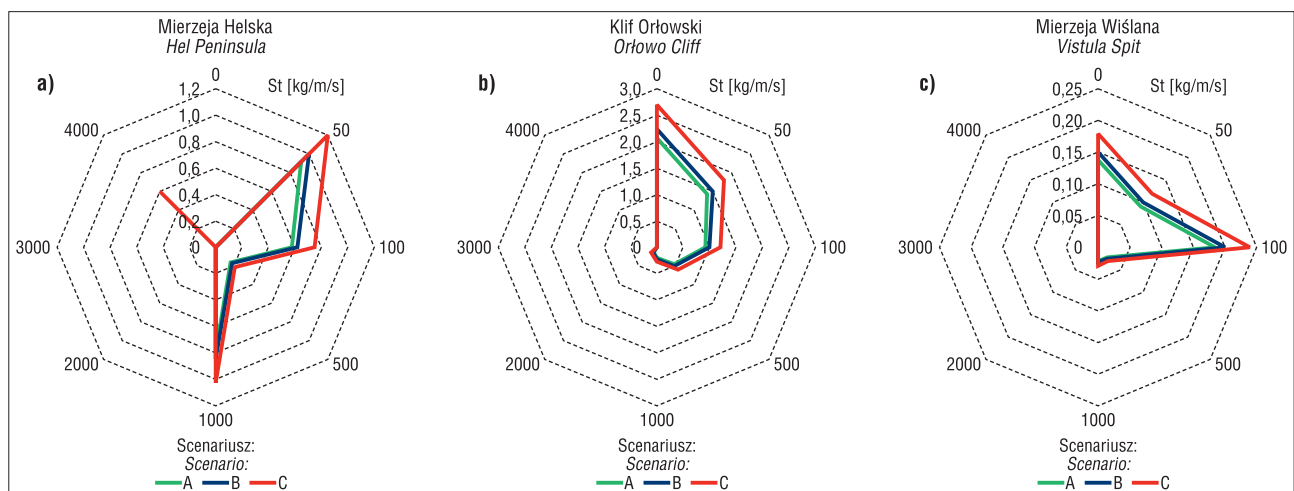 Mierzeja Helska
Hel Peninsula
a)
0
St [kg/m/s]
1,2
1,0
0,8
0,6
0,4
0,2
0
50
100
500
1000
2000
3000
4000
Scenariusz:
Scenario:
A B C
Klif Orłowski
Orłowo Cliff
b)
0
St [kg/m/s]
3,0
2,5
2,0
1,5
1,0
0,5
0
50
100
500
1000
2000
3000
4000
Scenariusz:
Scenario:
A B C
Mierzeja Wiślana
Vistula Spit
c)
0
St [kg/m/s]
0,25
0,20
0,15
0,10
0,05
0
50
100
500
1000
2000
3000
4000
Scenariusz:
Scenario:
A B C